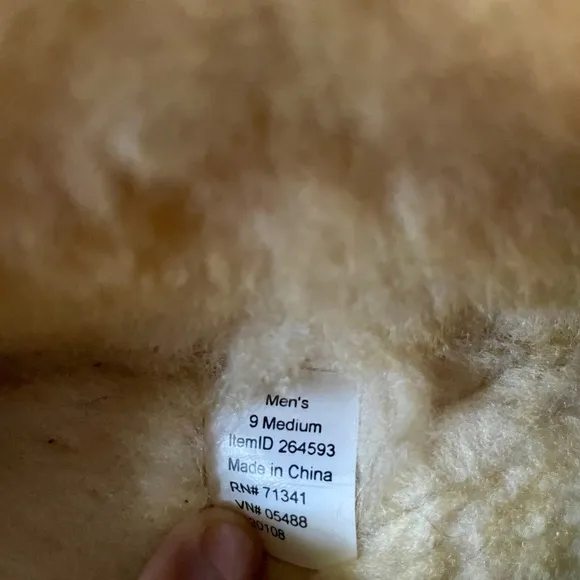 Men's
9 Medium
ItemID 264593
Made in China
RN# 71341
VN# 05488